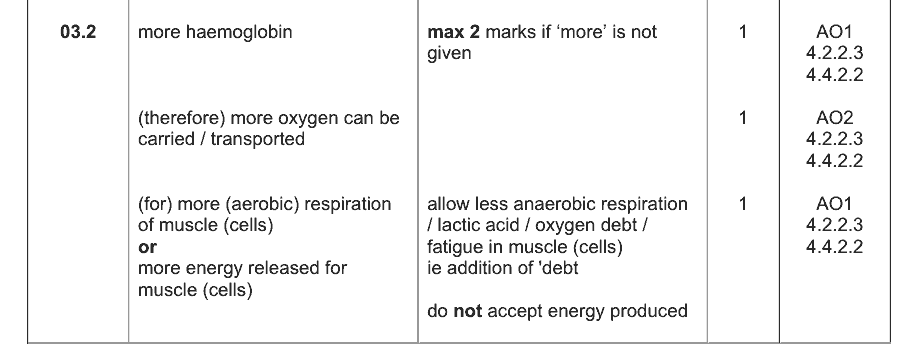 03.2 more haemoglobin max 2 marks if ‘more’ is not 1 AO1
given 4.2.2.3
4.4.2.2
(therefore) more oxygen can be 1 AO2
carried / transported 4.2.2.3
4.4.2.2
(for) more (aerobic) respiration allow less anaerobic respiration 1 AO1
of muscle (cells) / lactic acid / oxygen debt / 4.2.2.3
or fatigue in muscle (cells) 4.4.2.2
more energy released for ie addition of 'debt
muscle (cells)
do not accept energy produced